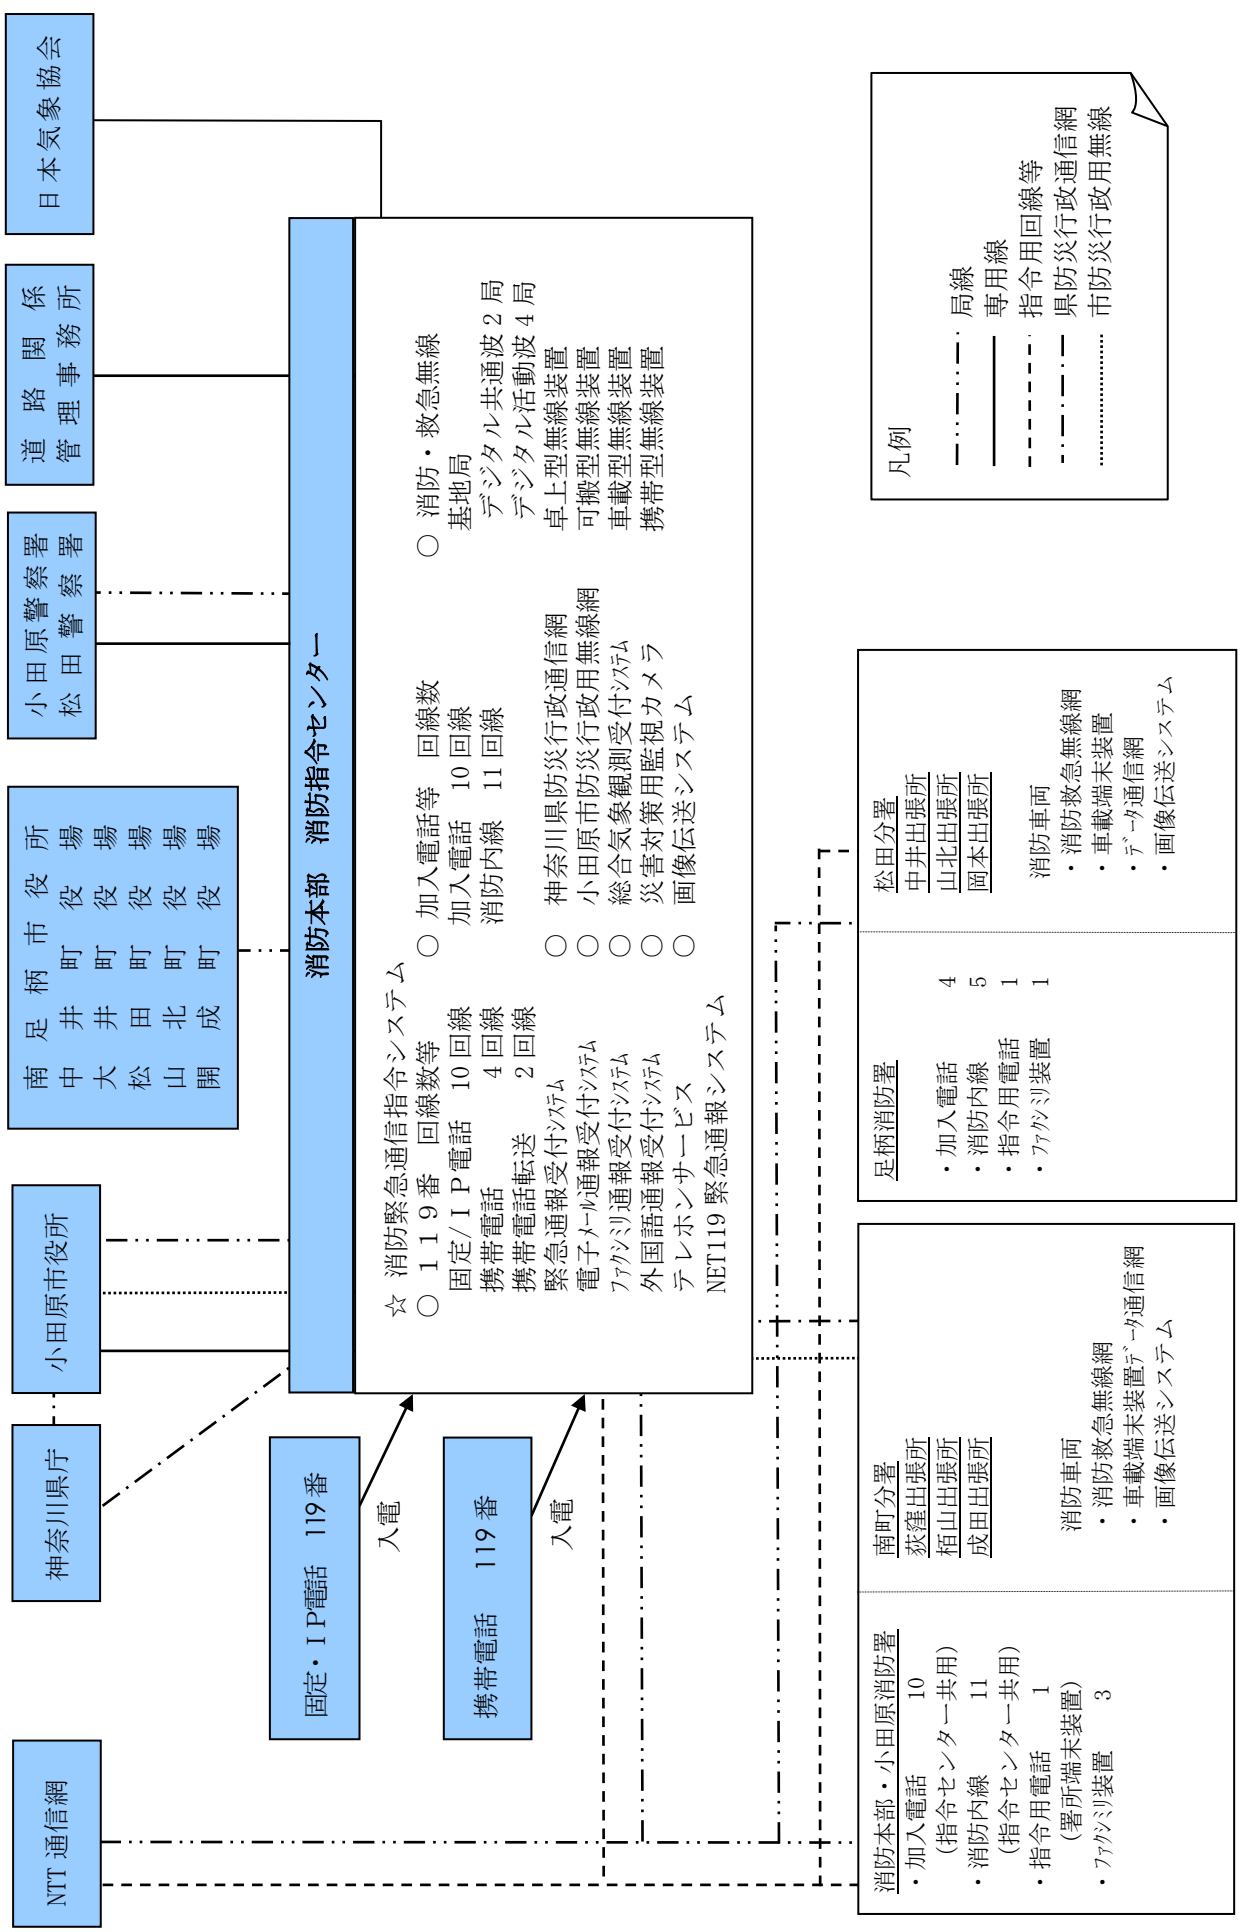 NTT 通信網
神奈川県庁
小田原市役所
南足柄市役所
中井町役場
大井町役場
松田町役場
山北町役場
開成町役場
小田原警察署
松田警察署
道路関係
管理事務所
日本気象協会
固定・ＩＰ電話　119番
入電
携帯電話　119番
入電
消防本部　消防指令センター
☆ 消防緊急通信指令システム
○ １１９番　回線数等
固定/ＩＰ電話　10 回線
携帯電話　4 回線
携帯電話転送　2 回線
緊急通報受付ｼｽﾃﾑ
電子ﾒｰﾙ通報受付ｼｽﾃﾑ
ﾌｧｸｼﾐﾘ通報受付ｼｽﾃﾑ
外国語通報受付ｼｽﾃﾑ
テレホンサービス
NET119 緊急通報システム
○ 加入電話等　回線数
加入電話　10 回線
消防内線　11 回線
○ 神奈川県防災行政通信網
○ 小田原市防災行政用無線網
○ 総合気象観測受付ｼｽﾃﾑ
○ 災害対策用監視カメラ
○ 画像伝送システム
○ 消防・救急無線
基地局
デジタル共通波 2 局
デジタル活動波 4 局
卓上型無線装置
可搬型無線装置
車載型無線装置
携帯型無線装置
消防本部・小田原消防署
・加入電話　10
(指令センター共用)
・消防内線　11
(指令センター共用)
・指令用電話　1
(署所端末装置)
・ﾌｧｸｼﾐﾘ装置　3
南町分署
荻窪出張所
栢山出張所
成田出張所
消防車両
・消防救急無線網
・車載端末装置ﾃﾞｰﾀ通信網
・画像伝送システム
足柄消防署
・加入電話　4
・消防内線　5
・指令用電話　1
・ﾌｧｸｼﾐﾘ装置　1
松田分署
中井出張所
山北出張所
岡本出張所
消防車両
・消防救急無線網
・車載端末装置
・ﾃﾞｰﾀ通信網
・画像伝送システム
凡例
局線
専用線
指令用回線等
県防災行政通信網
市防災行政用無線